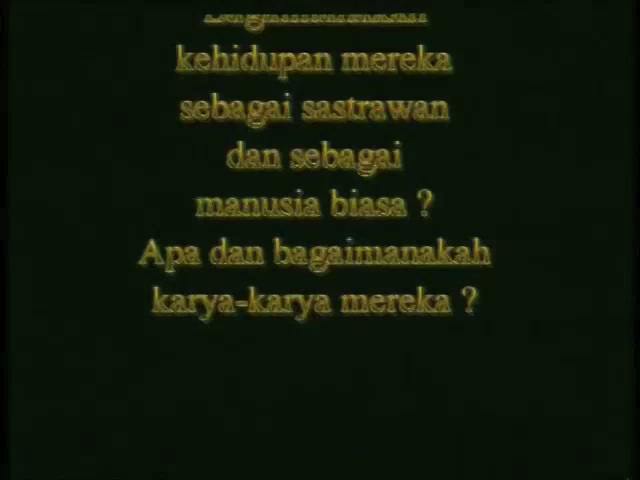 kehidupan mereka
sebagai sastrawan
dan sebagai
manusia biasa ?
Apa dan bagaimanakah
karya-karya mereka ?